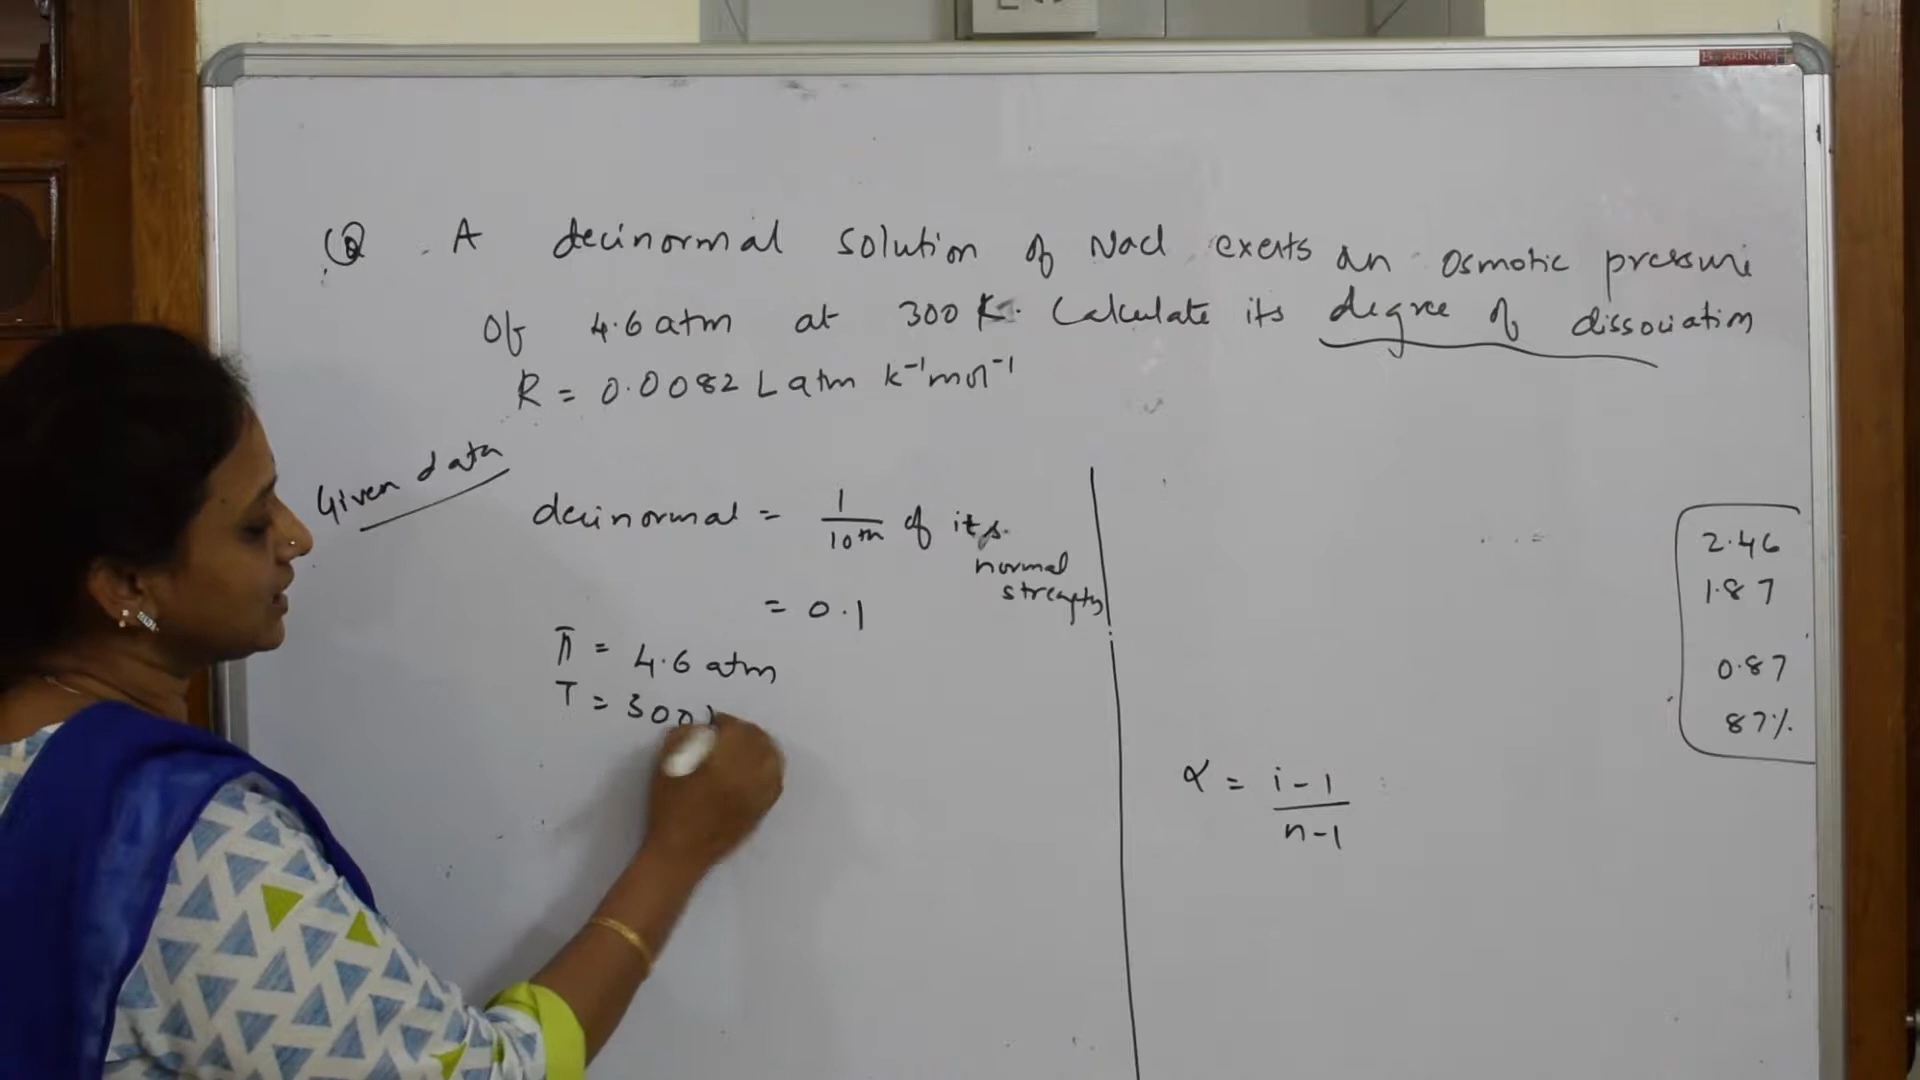 Q. A decinormal solution of Nacl exerts an osmotic pressure
Of 4.6 atm at 300 K. Calculate its degree of dissociation
R = 0.0082 L atm k⁻¹mol⁻¹
Given data
decinormal = 1/10th of its
normal
strength
= 0.1
π = 4.6 atm
T = 300
α = i-1/n-1
2.46
1.87
0.87
87%